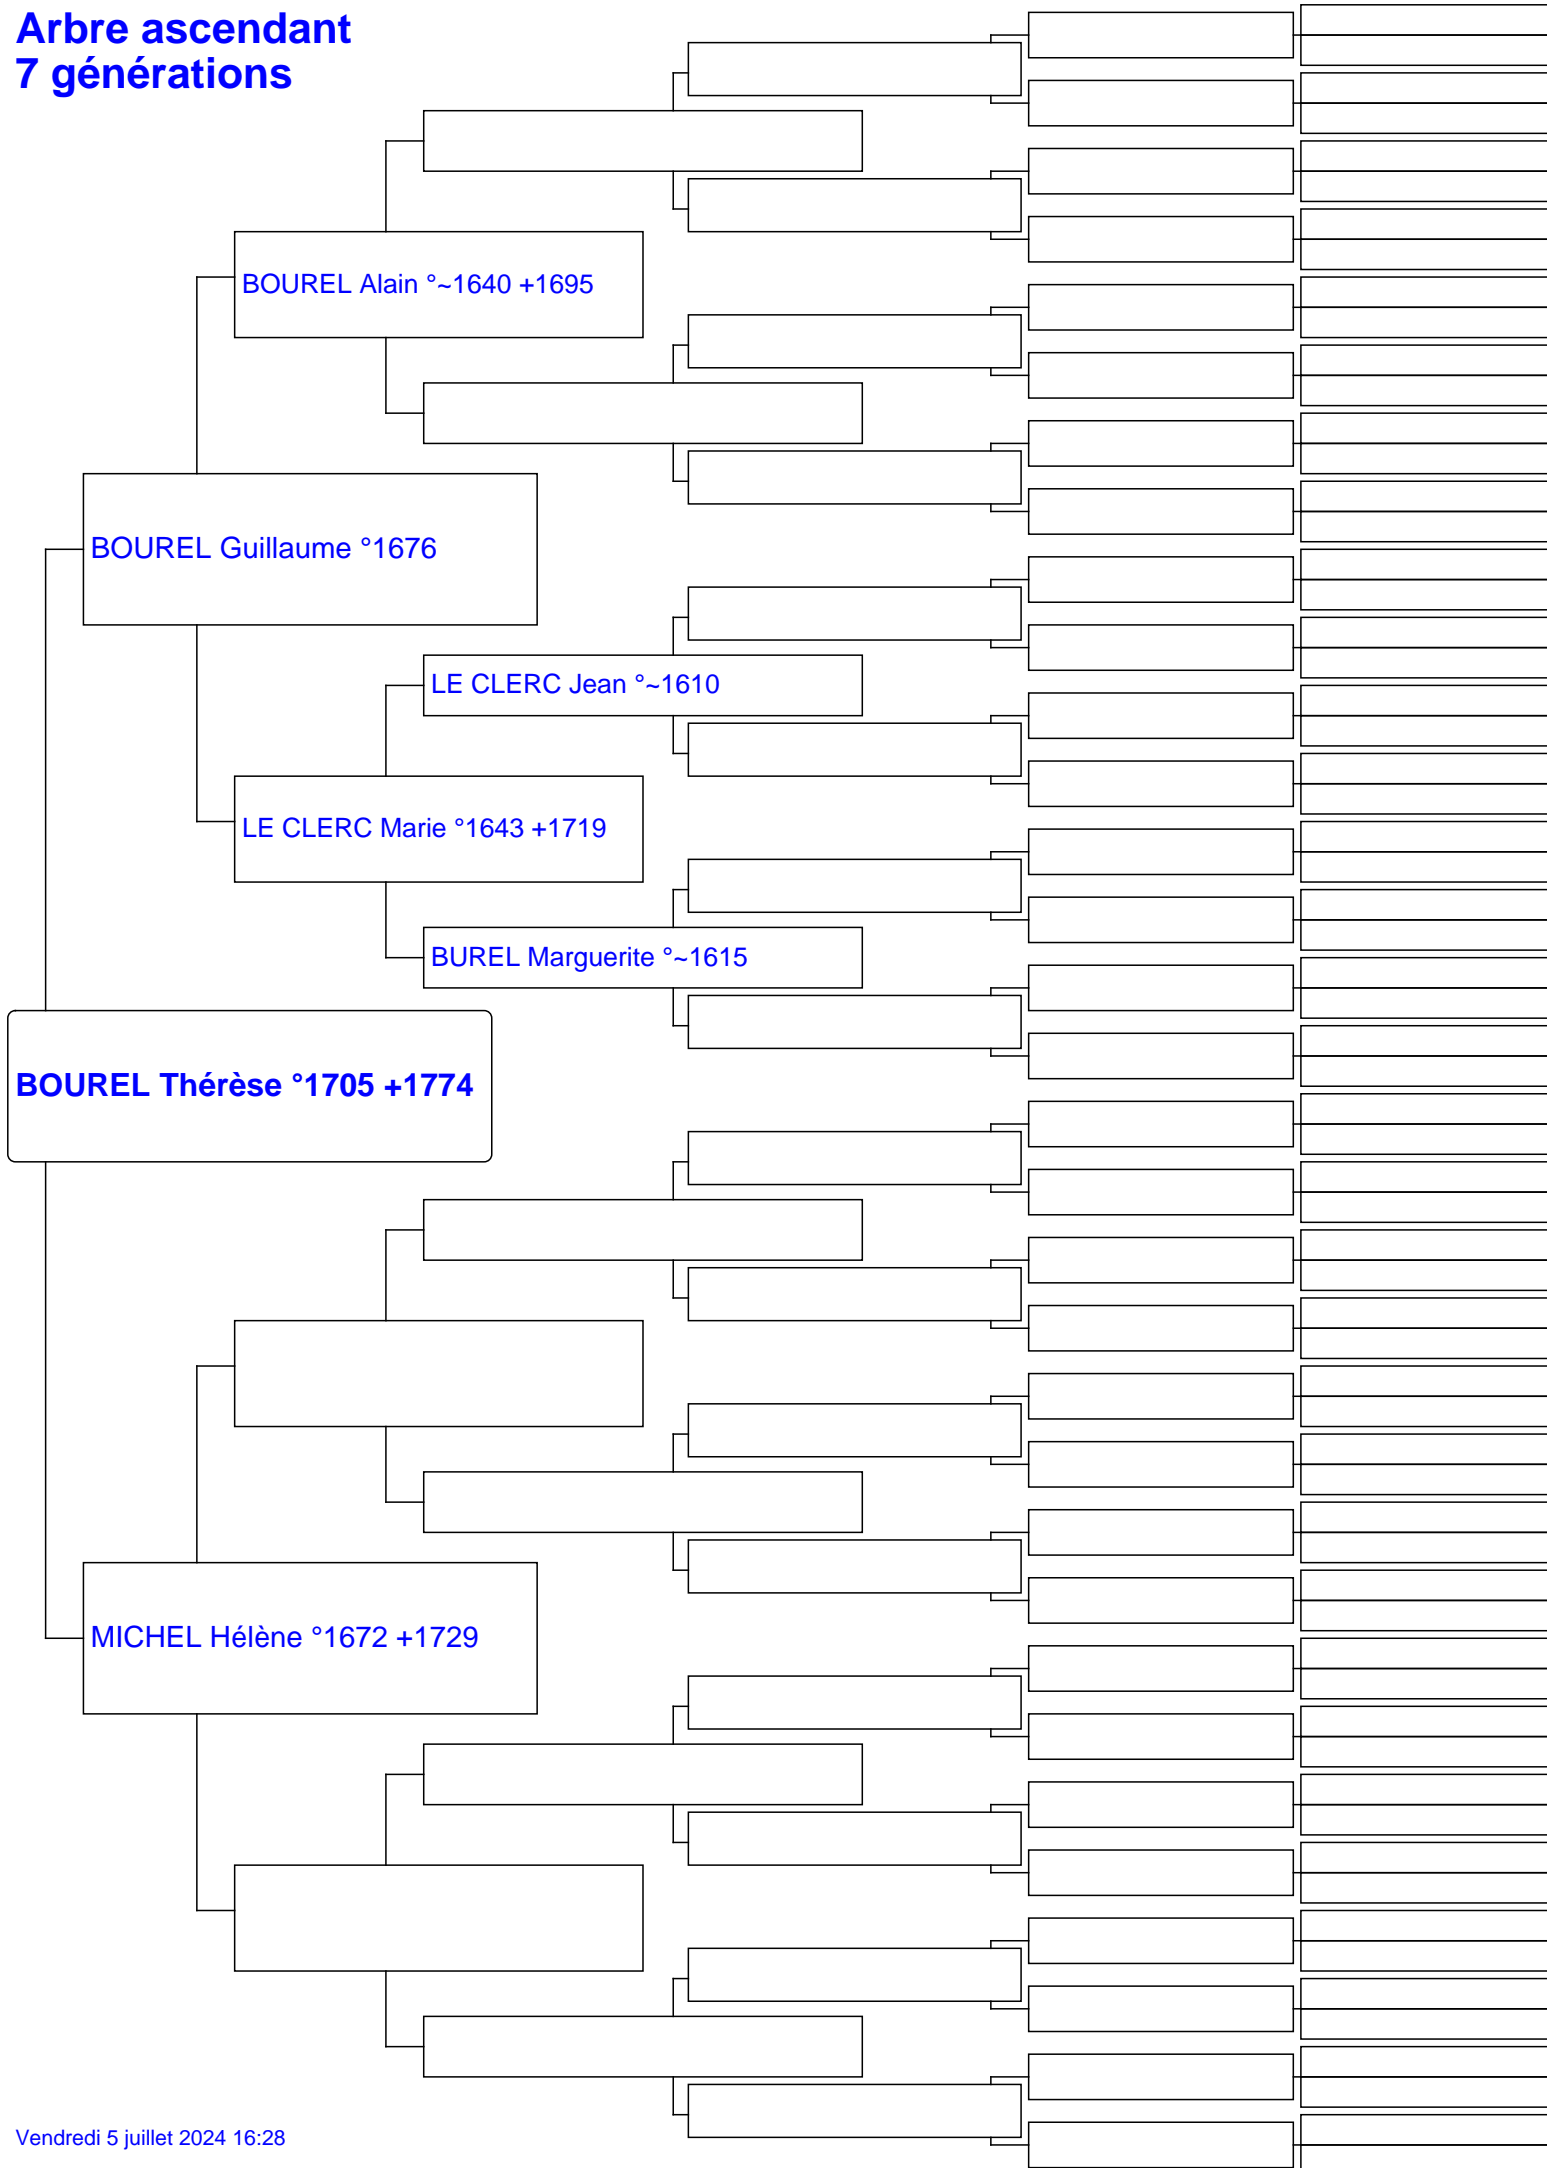 Arbre ascendant
7 générations
BOUREL Alain °~1640 +1695
BOUREL Guillaume °1676
LE CLERC Jean °~1610
LE CLERC Marie °1643 +1719
BUREL Marguerite °~1615
BOUREL Thérèse °1705 +1774
MICHEL Hélène °1672 +1729
Vendredi 5 juillet 2024 16:28